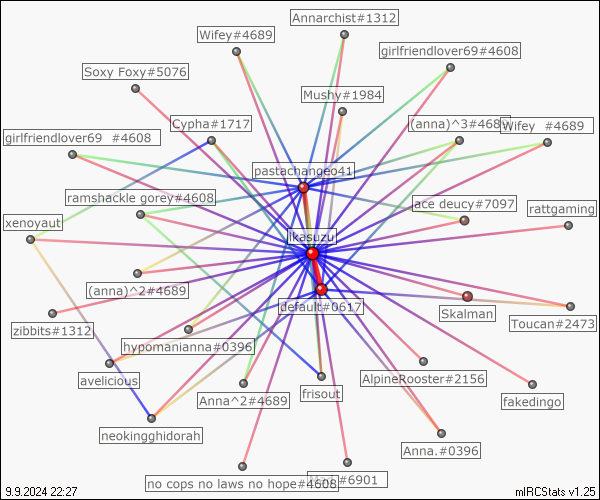 Annarchist#1312
Wifey#4689
girlfriendlover69#4608
Soxy Foxy#5076
Mushy#1984
Cypha#1717
(anna)^3#4689
Wifey #4689
girlfriendlover69 #4608
pastachangeo41
ramshackle gorey#4608
ace deucy#7097
rattgaming
xenoyaut
ikasuzu
(anna)^2#4689
default#0617
Skalman
Toucan#2473
zibbits#1312
hypomanianna#0396
avelicious
AlpineRooster#2156
frisout
fakedingo
Anna^2#4689
neokingghidorah
Anna.#0396
no cops no laws no hope#4608
#6901
9.9.2024 22:27
mIRCStats v1.25